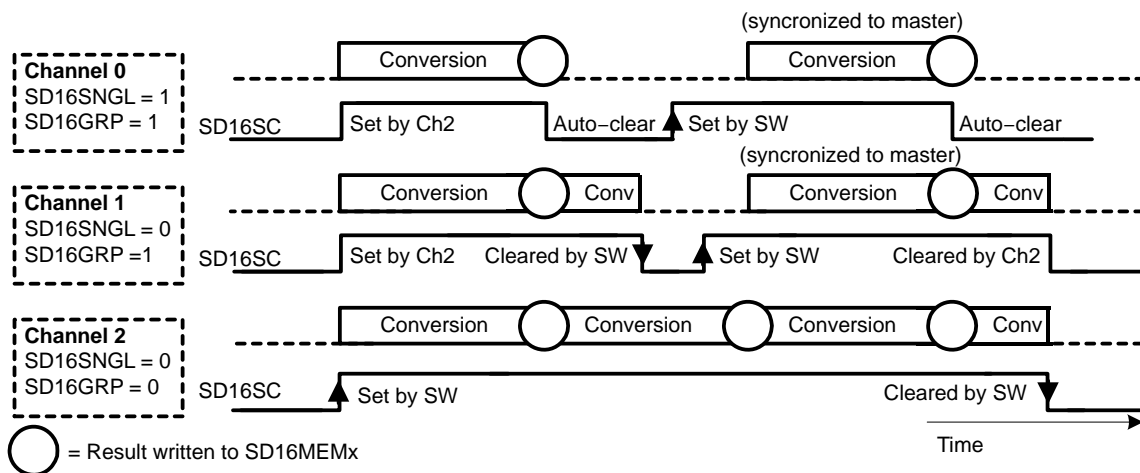 (syncronized to master)
Conversion
Conversion
Channel 0
SD16SNGL = 1
SD16GRP = 1
SD16SC
Set by Ch2
Auto−clear
Set by SW
Auto−clear
(syncronized to master)
Conversion
Conv
Conversion
Conv
Channel 1
SD16SNGL = 0
SD16GRP =1
SD16SC
Set by Ch2
Cleared by SW
Set by SW
Cleared by Ch2
Conversion
Conversion
Conversion
Conv
Channel 2
SD16SNGL = 0
SD16GRP = 0
SD16SC
Set by SW
Cleared by SW
Time
= Result written to SD16MEMx